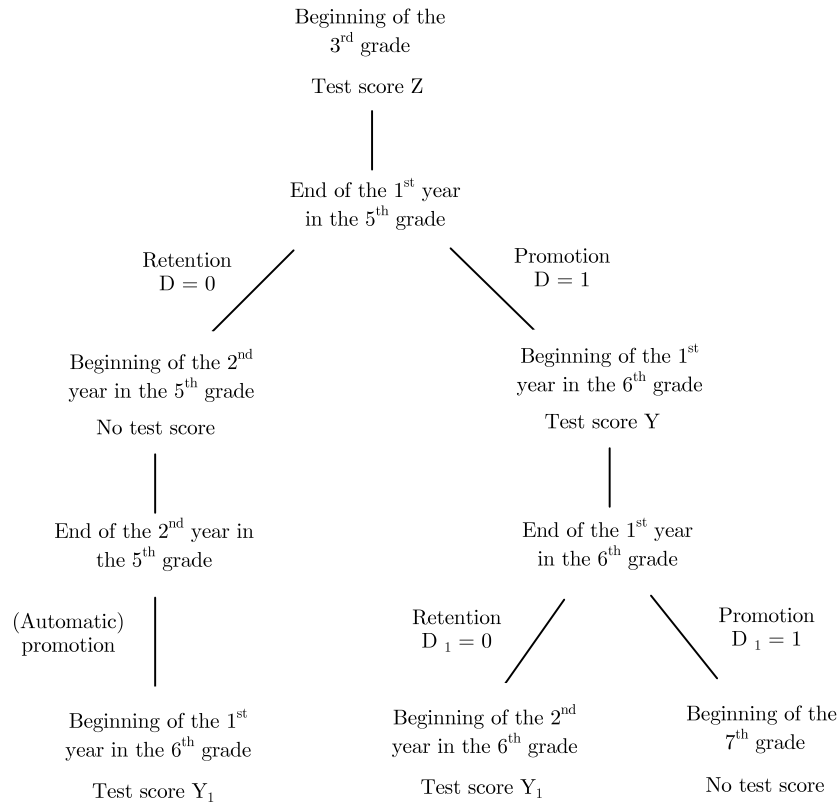 Beginning of the
3rd grade
Test score Z
End of the 1st year
in the 5th grade
Retention
D = 0
Promotion
D = 1
Beginning of the 2nd
year in the 5th grade
No test score
Beginning of the 1st
year in the 6th grade
Test score Y
End of the 2nd year in
the 5th grade
End of the 1st year
in the 6th grade
(Automatic)
promotion
Retention
D 1 = 0
Promotion
D 1 = 1
Beginning of the 1st
year in the 6th grade
Test score Y1
Beginning of the 2nd
year in the 6th grade
Test score Y1
Beginning of the
7th grade
No test score